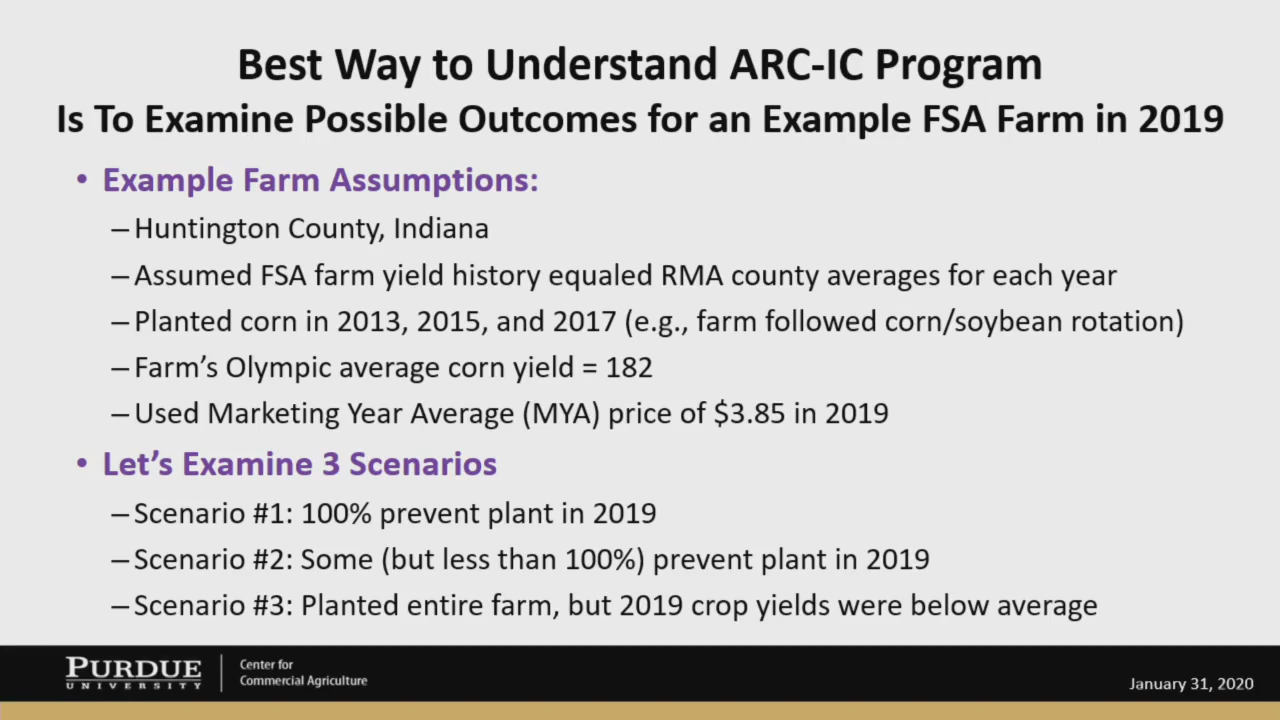 Best Way to Understand ARC-IC Program
Is To Examine Possible Outcomes for an Example FSA Farm in 2019
• Example Farm Assumptions:
– Huntington County, Indiana
– Assumed FSA farm yield history equaled RMA county averages for each year
– Planted corn in 2013, 2015, and 2017 (e.g., farm followed corn/soybean rotation)
– Farm’s Olympic average corn yield = 182
– Used Marketing Year Average (MYA) price of $3.85 in 2019
• Let’s Examine 3 Scenarios
– Scenario #1: 100% prevent plant in 2019
– Scenario #2: Some (but less than 100%) prevent plant in 2019
– Scenario #3: Planted entire farm, but 2019 crop yields were below average
PURDUE
UNIVERSITY
Center for
Commercial Agriculture
January 31, 2020